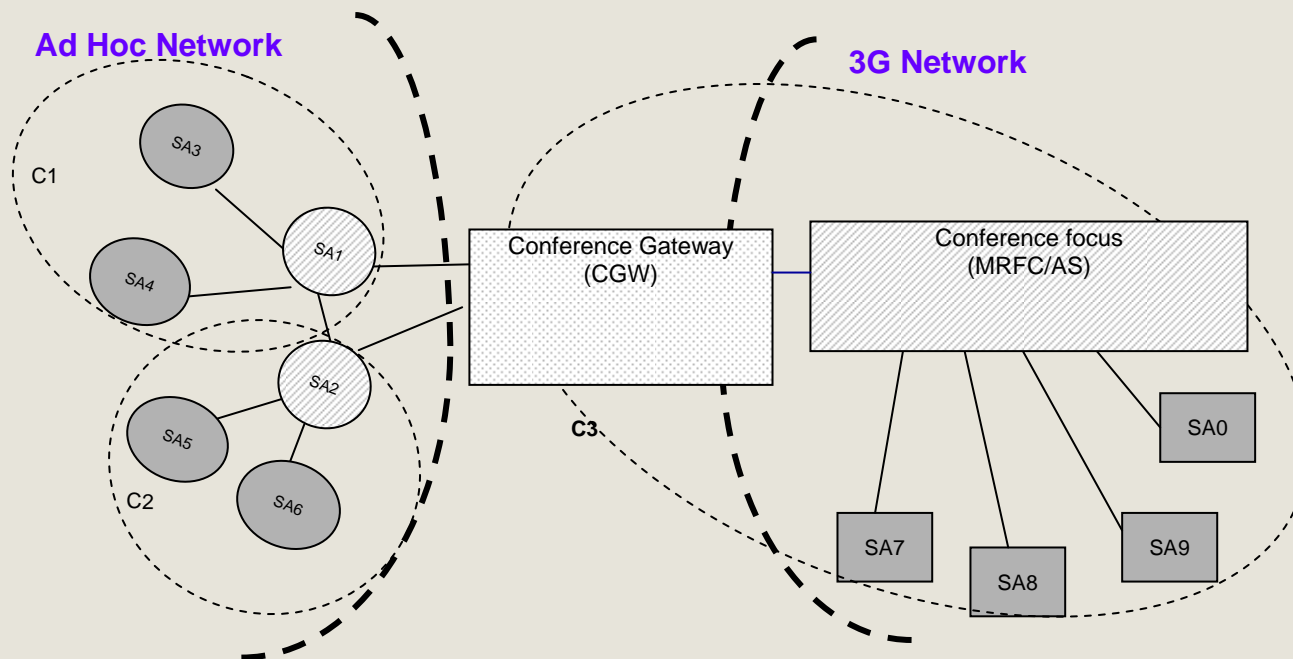 Ad Hoc Network
3G Network
SA3
C1
SA1
SA4
Conference Gateway
(CGW)
Conference focus
(MRFC/AS)
SA2
SA5
C2
SA6
C3
SA0
SA7
SA9
SA8